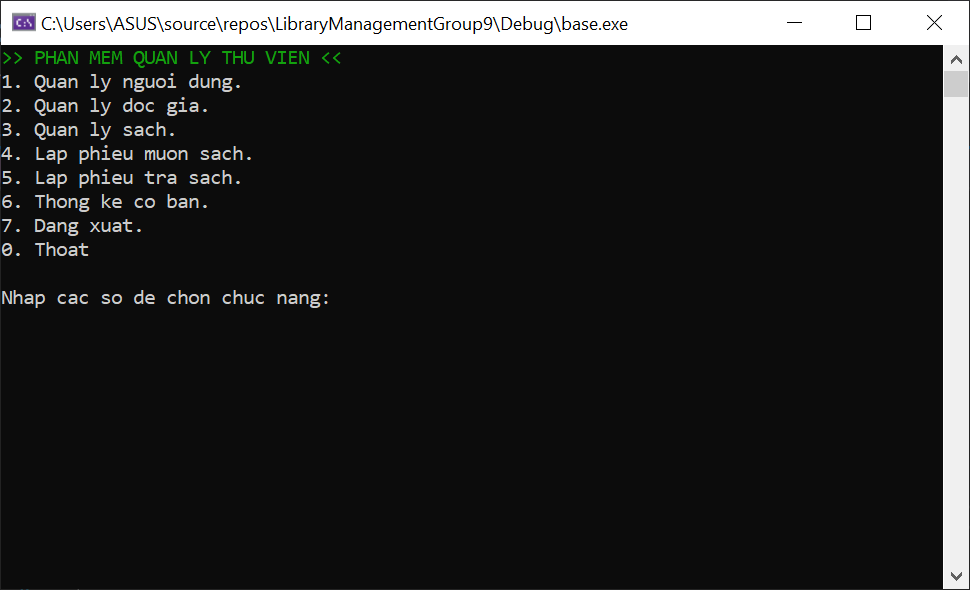 C:\Users\ASUS\source\repos\LibraryManagementGroup9\Debug\base.exe
>> PHAN MEM QUAN LY THU VIEN <<
1. Quan ly nguoi dung.
2. Quan ly doc gia.
3. Quan ly sach.
4. Lap phieu muon sach.
5. Lap phieu tra sach.
6. Thong ke co ban.
7. Dang xuat.
0. Thoat
Nhap cac so de chon chuc nang: